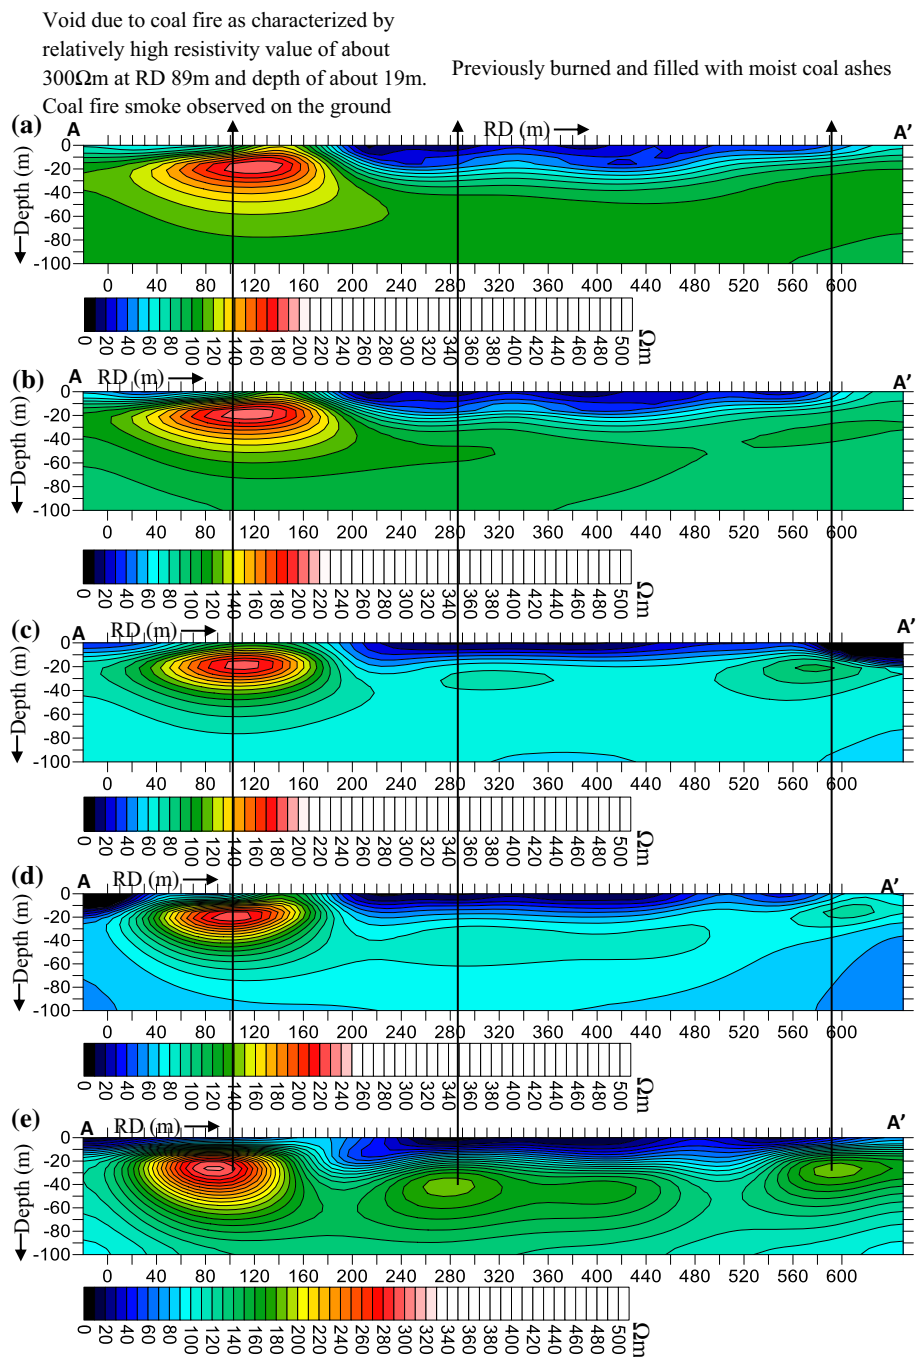 Void due to coal fire as characterized by
relatively high resistivity value of about
300Ωm at RD 89m and depth of about 19m.
Coal fire smoke observed on the ground
Previously burned and filled with moist coal ashes
(a) A RD (m) A’
Depth (m)
0
-20
-40
-60
-80
-100
0 40 80 120 160 200 240 280 320 360 400 440 480 520 560 600
0 20 40 60 80 100 120 140 160 180 200 220 240 260 280 300 320 340 360 380 400 420 440 460 480 500 Ωm
(b) A RD (m) A’
Depth (m)
0
-20
-40
-60
-80
-100
0 40 80 120 160 200 240 280 320 360 400 440 480 520 560 600
0 20 40 60 80 100 120 140 160 180 200 220 240 260 280 300 320 340 360 380 400 420 440 460 480 500 Ωm
(c) A RD (m) A’
Depth (m)
0
-20
-40
-60
-80
-100
0 40 80 120 160 200 240 280 320 360 400 440 480 520 560 600
0 20 40 60 80 100 120 140 160 180 200 220 240 260 280 300 320 340 360 380 400 420 440 460 480 500 Ωm
(d) A RD (m) A’
Depth (m)
0
-20
-40
-60
-80
-100
0 40 80 120 160 200 240 280 320 360 400 440 480 520 560 600
0 20 40 60 80 100 120 140 160 180 200 220 240 260 280 300 320 340 360 380 400 420 440 460 480 500 Ωm
(e) A RD (m) A’
Depth (m)
0
-20
-40
-60
-80
-100
0 40 80 120 160 200 240 280 320 360 400 440 480 520 560 600
0 20 40 60 80 100 120 140 160 180 200 220 240 260 280 300 320 340 360 380 400 420 440 460 480 500 Ωm